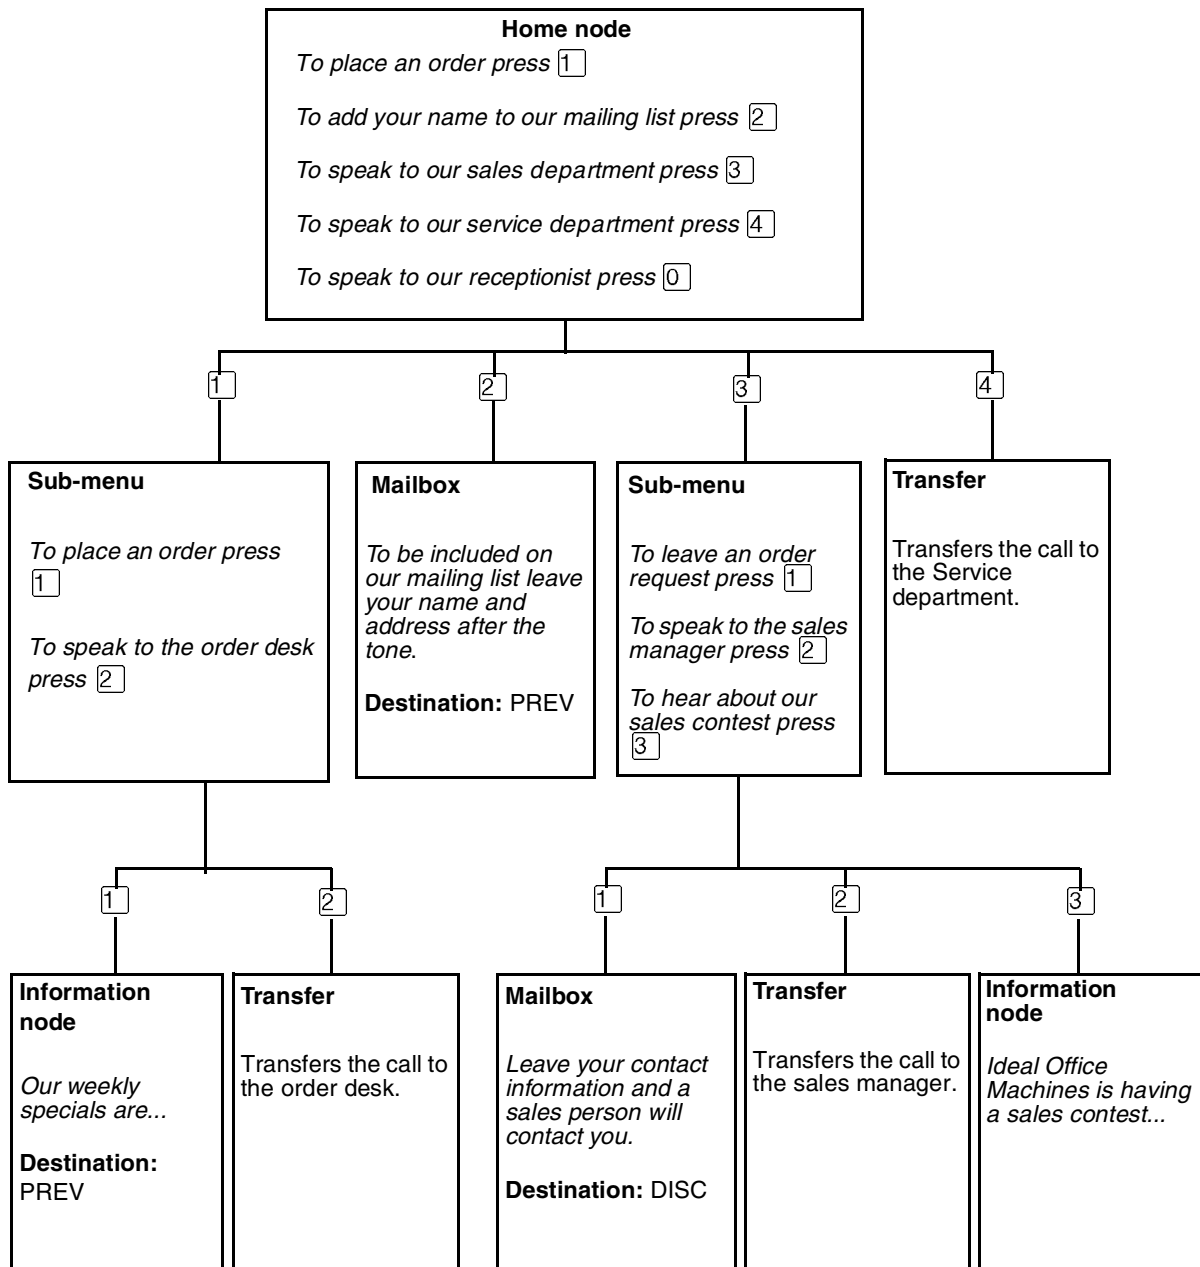 Home node
To place an order press 1
To add your name to our mailing list press 2
To speak to our sales department press 3
To speak to our service department press 4
To speak to our receptionist press 0
1
2
3
4
Sub-menu
To place an order press
1
To speak to the order desk
press 2
Mailbox
To be included on
our mailing list leave
your name and
address after the
tone.
Destination: PREV
Sub-menu
To leave an order
request press 1
To speak to the sales
manager press 2
To hear about our
sales contest press
3
Transfer
Transfers the call to
the Service
department.
1
2
1
2
3
Information
node
Our weekly
specials are...
Destination:
PREV
Transfer
Transfers the call to
the order desk.
Mailbox
Leave your contact
information and a
sales person will
contact you.
Destination: DISC
Transfer
Transfers the call to
the sales manager.
Information
node
Ideal Office
Machines is having
a sales contest...